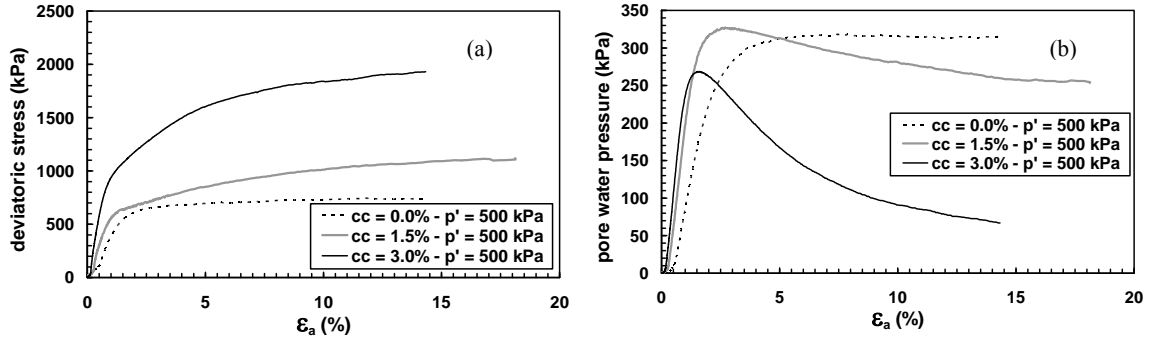 deviatoric stress (kPa)
2500
2000
1500
1000
500
0
(a)
cc = 0.0% - p' = 500 kPa
cc = 1.5% - p' = 500 kPa
cc = 3.0% - p' = 500 kPa
0 5 10 15 20
εa (%)
pore water pressure (kPa)
350
300
250
200
150
100
50
0
(b)
cc = 0.0% - p' = 500 kPa
cc = 1.5% - p' = 500 kPa
cc = 3.0% - p' = 500 kPa
0 5 10 15 20
εa (%)